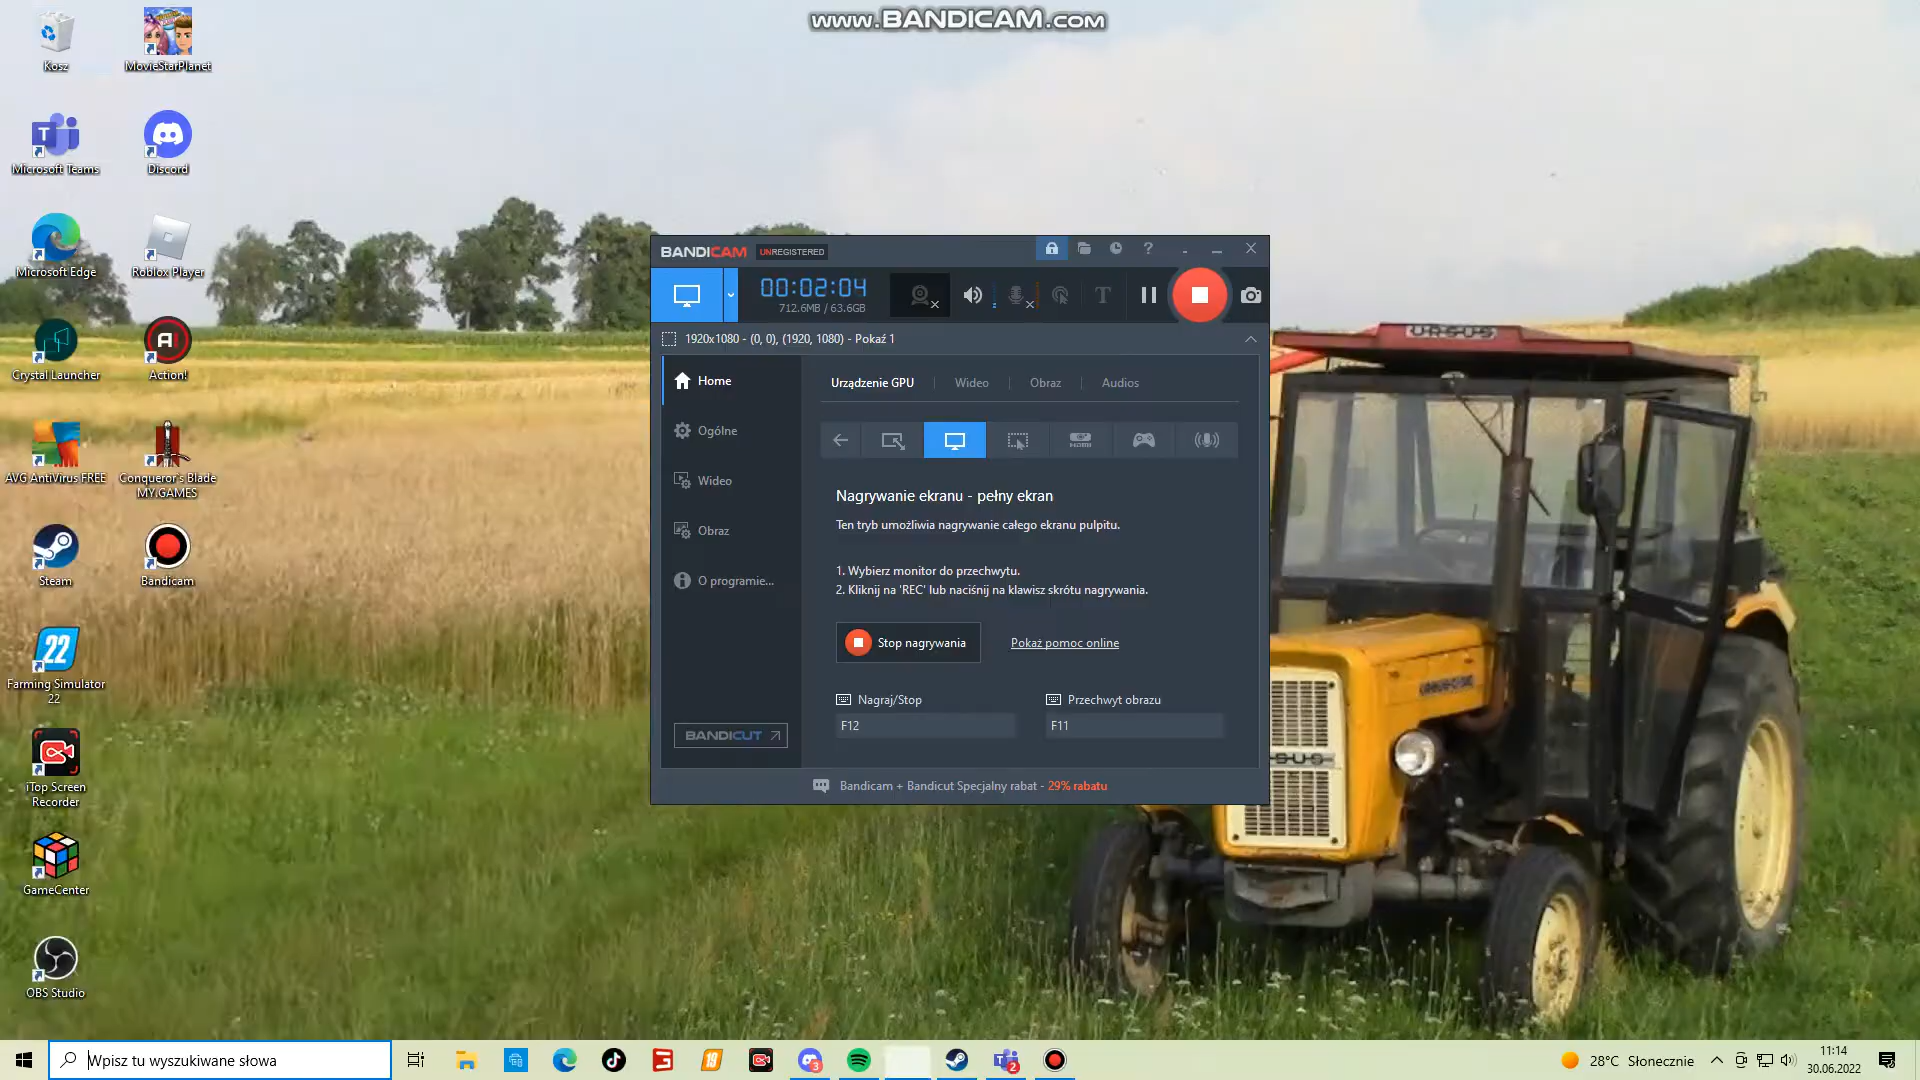 www.BANDICAM.com
Kosz
MovieStarPlanet
Microsoft Teams
Discord
Microsoft Edge
Roblox Player
Crystal Launcher
Action!
AVG AntiVirus FREE
Conqueror's Blade
MY.GAMES
Steam
Bandicam
Farming Simulator
22
iTop Screen
Recorder
GameCenter
OBS Studio
BANDICAM UNREGISTERED
00:02:04
712.6MB / 63.6GB
1920x1080 - (0, 0), (1920, 1080) - Pokaż 1
Home
Ogólne
Wideo
Obraz
O programie...
BANDICUT
Urządzenie GPU
Wideo
Obraz
Audios
HDMI
Nagrywanie ekranu - pełny ekran
Ten tryb umożliwia nagrywanie całego ekranu pulpitu.
1. Wybierz monitor do przechwytu.
2. Kliknij na 'REC' lub naciśnij na klawisz skrótu nagrywania.
Stop nagrywania
Pokaż pomoc online
Nagraj/Stop
Przechwyt obrazu
F12
F11
Bandicam + Bandicut Specjalny rabat - 29% rabatu
URSUS
Wpisz tu wyszukiwane słowa
19
3
2
28°C Słonecznie
11:14
30.06.2022